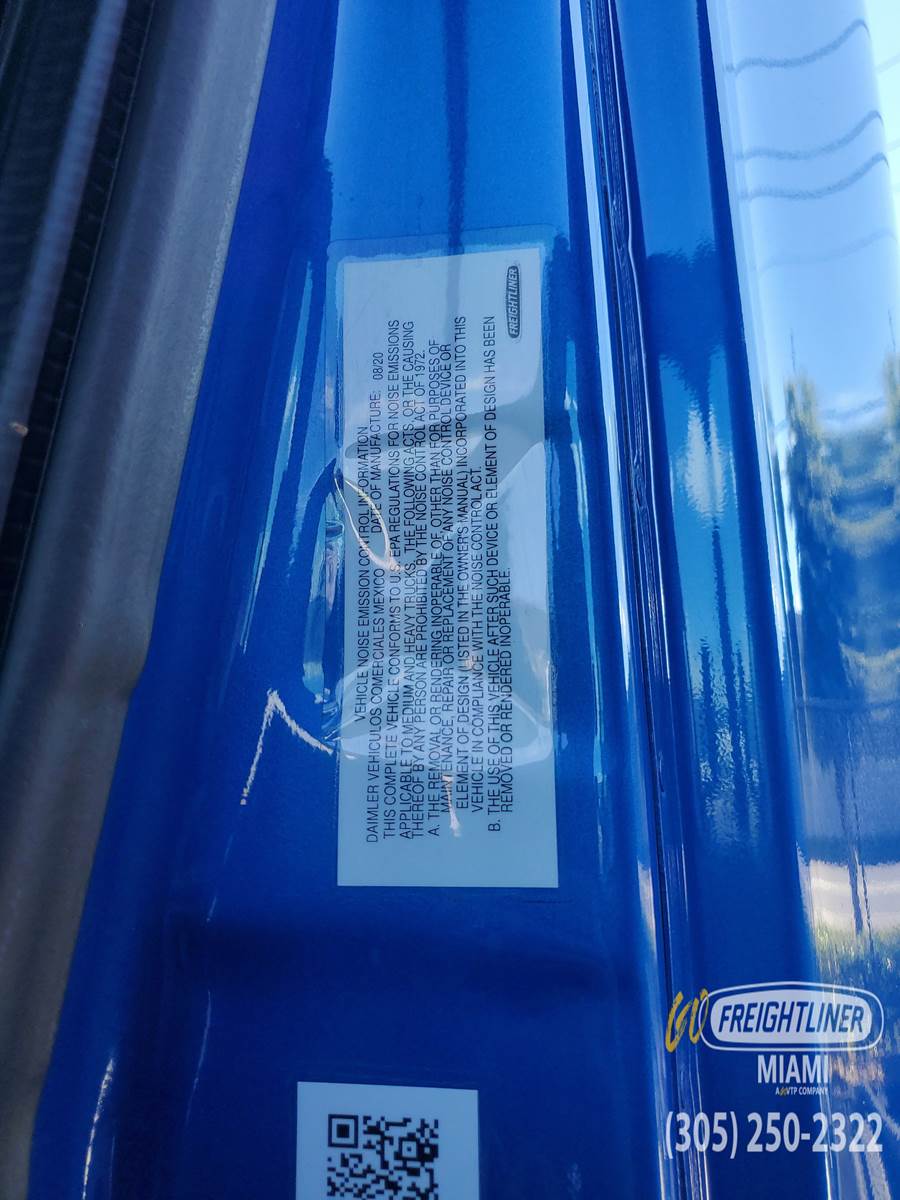 VEHICLE NOISE EMISSION CONTROL INFORMATION
DAIMLER VEHICULOS COMERCIALES MEXICO DATE OF MANUFACTURE: 08/20
THIS COMPLETE VEHICLE CONFORMS TO U.S. EPA REGULATIONS FOR NOISE EMISSIONS
APPLICABLE TO MEDIUM AND HEAVY TRUCKS. THE FOLLOWING ACTS OR THE CAUSING
THEREOF BY ANY PERSON ARE PROHIBITED BY THE NOISE CONTROL ACT OF 1972.
A. THE REMOVAL OR RENDERING INOPERABLE, OTHER THAN FOR PURPOSES OF
MAINTENANCE, REPAIR OR REPLACEMENT OF ANY NOISE CONTROL DEVICE OR
ELEMENT OF DESIGN (LISTED IN THE OWNER'S MANUAL) INCORPORATED INTO THIS
VEHICLE IN COMPLIANCE WITH THE NOISE CONTROL ACT.
B. THE USE OF THIS VEHICLE AFTER SUCH DEVICE OR ELEMENT OF DESIGN HAS BEEN
REMOVED OR RENDERED INOPERABLE.
FREIGHTLINER
FREIGHTLINER
MIAMI
A VTP COMPANY
(305) 250-2322